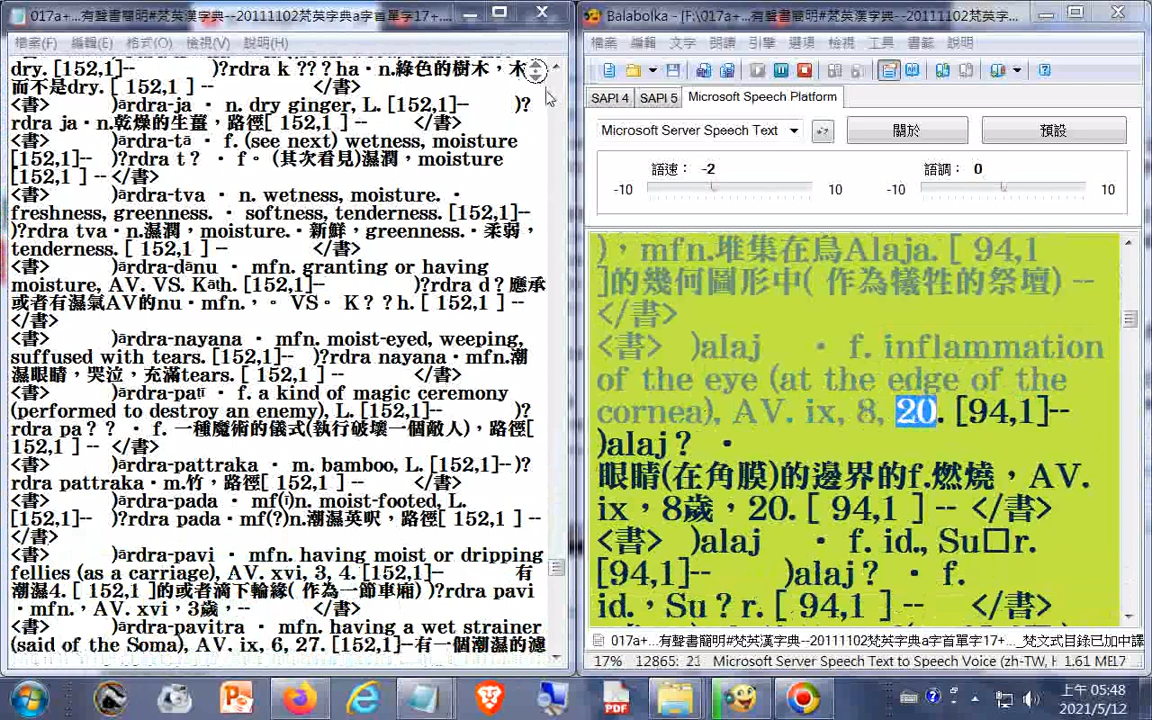 017a+...有聲書簡明#梵英漢字典--20111102梵英字典a字首單字17+...
檔案(F) 編輯(E) 格式(O) 檢視(V) 說明(H)
dry. [152,1]-- )?rdra k ???ha‧n.綠色的樹木，木
而不是dry. [152,1 ] -- </書>
<書> )ārdra-ja ‧ n. dry ginger, L. [152,1]-- )?
rdra ja‧n.乾燥的生薑，路徑[ 152,1 ] -- </書>
<書> )ārdra-tā ‧ f. (see next) wetness, moisture
[152,1]-- )?rdra t? ‧ f。(其次看見)濕潤，moisture
[152,1 ] -- </書>
<書> )ārdra-tva ‧ n. wetness, moisture. ‧
freshness, greenness. ‧ softness, tenderness. [152,1]--
)?rdra tva‧n.濕潤，moisture.‧新鮮，greenness.‧柔弱，
tenderness. [ 152,1 ] -- </書>
<書> )ārdra-dānu ‧ mfn. granting or having
moisture, AV. VS. Kāṭh. [152,1]-- )?rdra d?應承
或者有濕氣AV的nu‧mfn.，。 VS。 K??h. [ 152,1 ] --
</書>
<書> )ārdra-nayana ‧ mfn. moist-eyed, weeping,
suffused with tears. [152,1]-- )?rdra nayana‧mfn.潮
濕眼睛，哭泣，充滿tears. [ 152,1 ] -- </書>
<書> )ārdra-paṭī ‧ f. a kind of magic ceremony
(performed to destroy an enemy), L. [152,1]-- )?
rdra pa?? ‧ f. 一種魔術的儀式(執行破壞一個敵人)，路徑[
152,1 ] -- </書>
<書> )ārdra-pattraka ‧ m. bamboo, L. [152,1]--)?
rdra pattraka‧m.竹，路徑[ 152,1 ] -- </書>
<書> )ārdra-pada ‧ mf(ī)n. moist-footed, L.
[152,1]-- )?rdra pada‧mf(?)n.潮濕英呎，路徑[ 152,1 ] --
</書>
<書> )ārdra-pavi ‧ mfn. having moist or dripping
fellies (as a carriage), AV. xvi, 3, 4. [152,1]-- 有
潮濕4. [ 152,1 ]的或者滴下輪緣( 作為一節車廂) )?rdra pavi
‧mfn.，AV. xvi，3歲， -- </書>
<書> )ārdra-pavitra ‧ mfn. having a wet strainer
(said of the Soma), AV. ix, 6, 27. [152,1]--有一個潮濕的濾
Balabolka - [F:\017a+...有聲書簡明#梵英漢字典--20111102梵英字...
檔案 編輯 文字 朗讀 引擎 選項 檢視 工具 書籤 說明
SAPI 4 SAPI 5 Microsoft Speech Platform
Microsoft Server Speech Text 關於 預設
語速： -2 語調： 0
-10 10 -10 10
)，mfn.堆集在鳥Alaja. [ 94,1
]的幾何圖形中( 作為犧牲的祭壇) --
</書>
<書> )alaj ‧ f. inflammation
of the eye (at the edge of the
cornea), AV. ix, 8, 20. [94,1]--
)alaj? ‧
眼睛(在角膜)的邊界的f.燃燒，AV.
ix，8歲，20. [ 94,1 ] -- </書>
<書> )alaj ‧ f. id., Su□r.
[94,1]-- )alaj? ‧ f.
id.，Su?r. [ 94,1 ] -- </書>
017a+...有聲書簡明#梵英漢字典--20111102梵英字典a字首單字17+..._梵文式目錄已加中譯
17% 12865: 21 Microsoft Server Speech Text to Speech Voice (zh-TW, H 1.61 MB
上午 05:48
2021/5/12